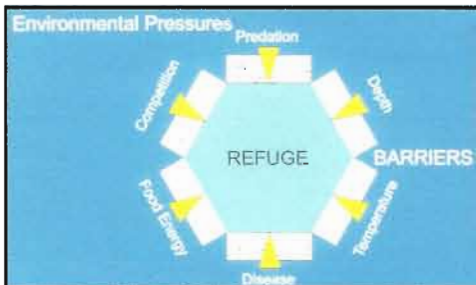 Environmental Pressures
Predation
Competition
Depth
REFUGE
BARRIERS
Food Energy
Temperature
Disease